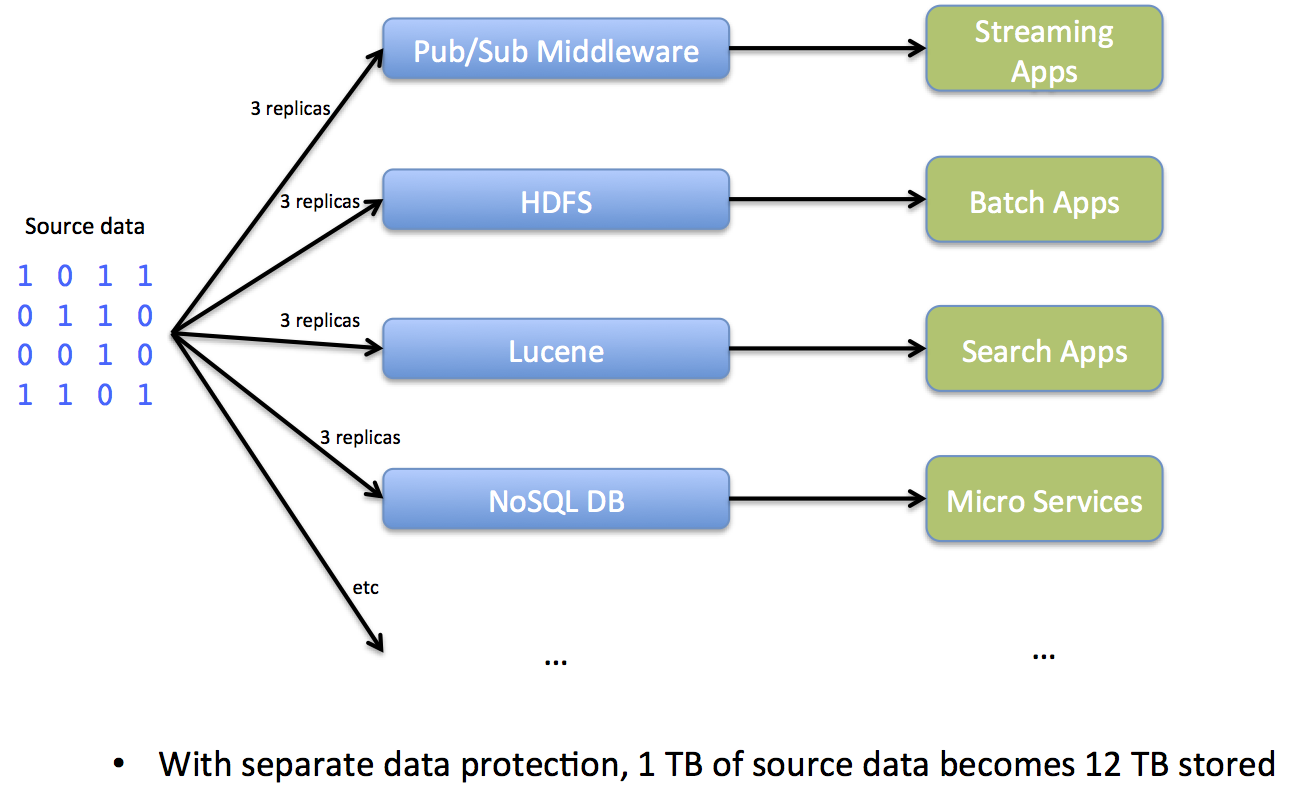 Pub/Sub Middleware
Streaming
Apps
3 replicas
HDFS
Batch Apps
3 replicas
Source data
1 0 1 1
0 1 1 0
0 0 1 0
1 1 0 1
3 replicas
Lucene
Search Apps
3 replicas
NoSQL DB
Micro Services
etc
...
...
• With separate data protection, 1 TB of source data becomes 12 TB stored